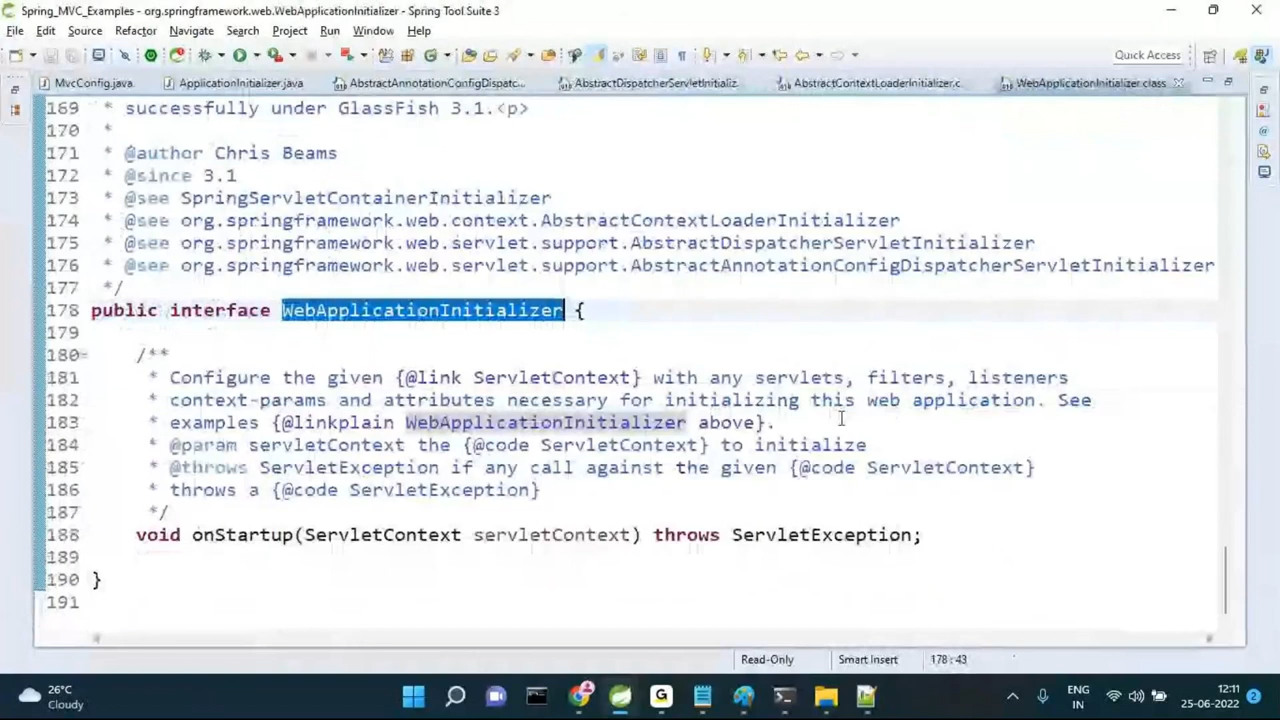 Spring_MVC_Examples - org.springframework.web.WebApplicationInitializer - Spring Tool Suite 3
File Edit Source Refactor Navigate Search Project Run Window Help
Quick Access
MvcConfig.java ApplicationInitializer.java AbstractAnnotationConfigDispatc... AbstractDispatcherServletInitializ... AbstractContextLoaderInitializer.c... WebApplicationInitializer.class
169 * successfully under GlassFish 3.1.<p>
170 *
171 * @author Chris Beams
172 * @since 3.1
173 * @see SpringServletContainerInitializer
174 * @see org.springframework.web.context.AbstractContextLoaderInitializer
175 * @see org.springframework.web.servlet.support.AbstractDispatcherServletInitializer
176 * @see org.springframework.web.servlet.support.AbstractAnnotationConfigDispatcherServletInitializer
177 */
178 public interface WebApplicationInitializer {
179
180 /**
181 * Configure the given {@link ServletContext} with any servlets, filters, listeners
182 * context-params and attributes necessary for initializing this web application. See
183 * examples {@linkplain WebApplicationInitializer above}.
184 * @param servletContext the {@code ServletContext} to initialize
185 * @throws ServletException if any call against the given {@code ServletContext}
186 * throws a {@code ServletException}
187 */
188 void onStartup(ServletContext servletContext) throws ServletException;
189
190 }
191
Read-Only Smart Insert 178:43
26°C
Cloudy
ENG
IN
12:11
25-06-2022
2